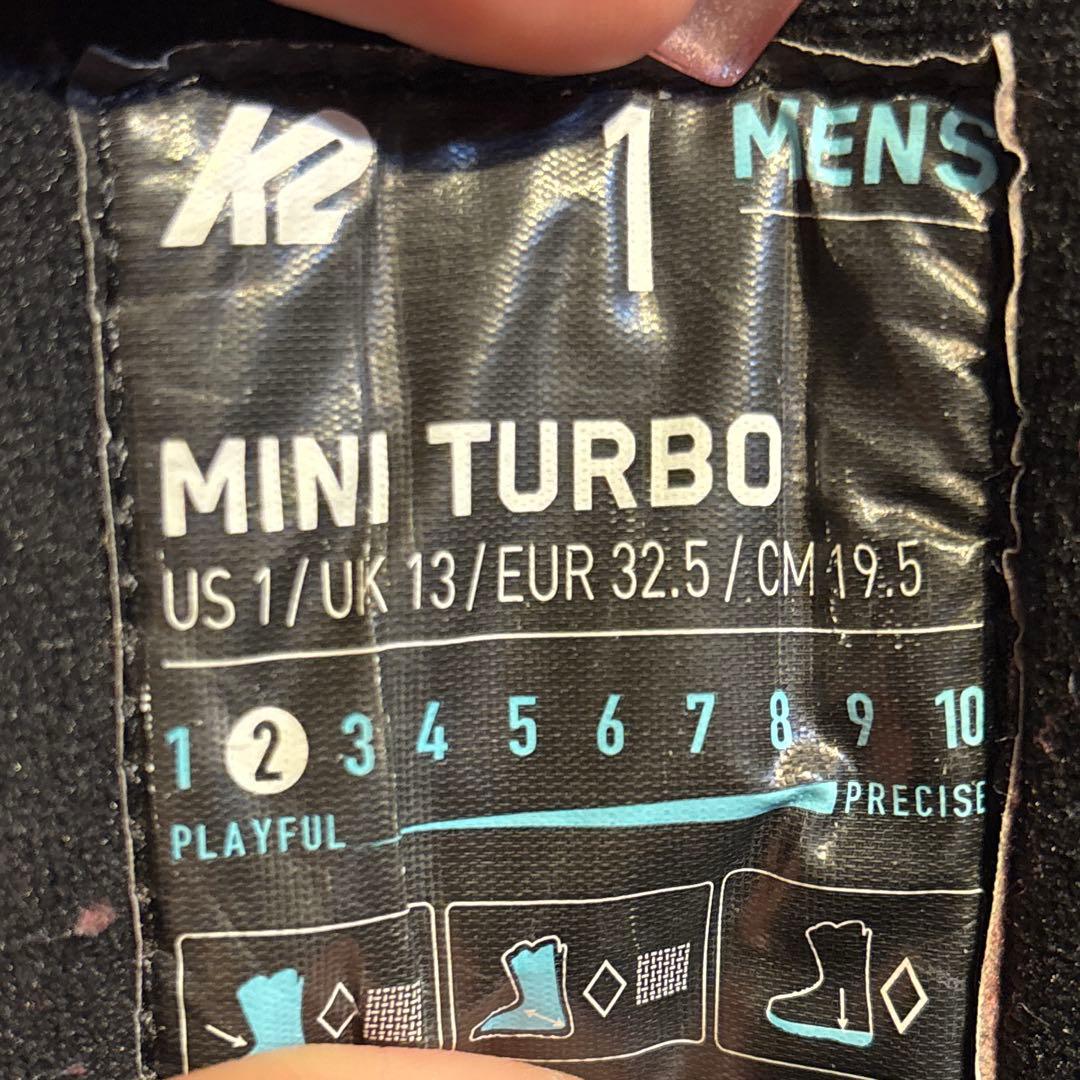 K2 1 MENS
MINI TURBO
US 1/UK 13/EUR 32.5/CM 19.5
1 2 3 4 5 6 7 8 9 10
PLAYFUL PRECISE